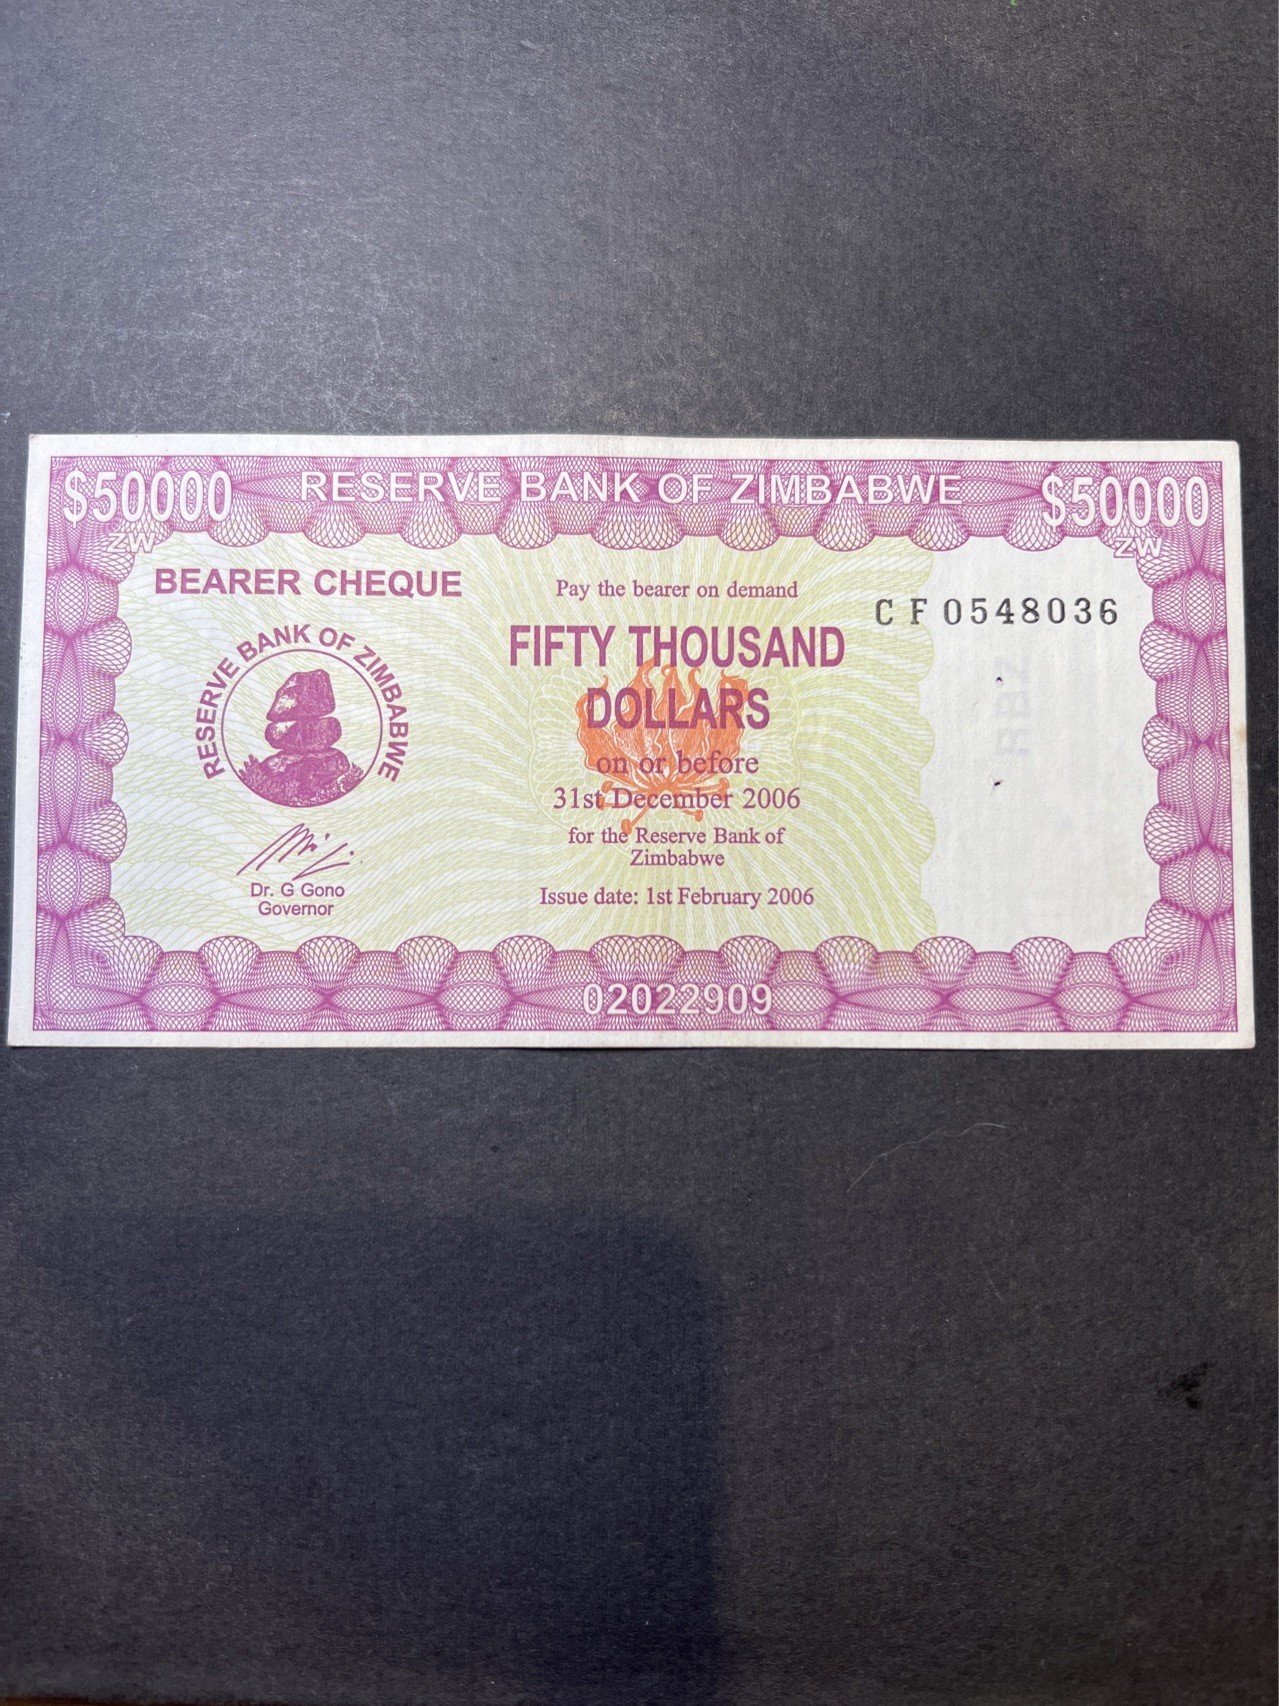 $50000 RESERVE BANK OF ZIMBABWE $50000
ZW ZW
BEARER CHEQUE
Pay the bearer on demand
C F 0548036
FIFTY THOUSAND
DOLLARS
on or before
31st December 2006
for the Reserve Bank of
Zimbabwe
Issue date: 1st February 2006
RESERVE BANK OF ZIMBABWE
Dr. G Gono
Governor
RBZ
02022909